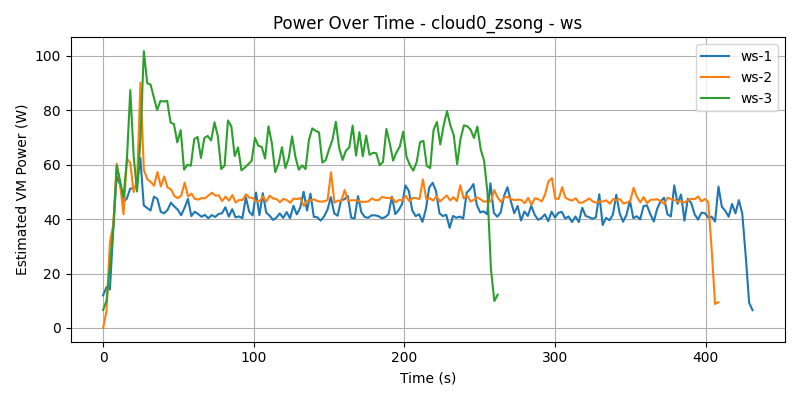 Power Over Time - cloud0_zsong - ws
Estimated VM Power (W)
100
80
60
40
20
0
ws-1
ws-2
ws-3
0 100 200 300 400
Time (s)